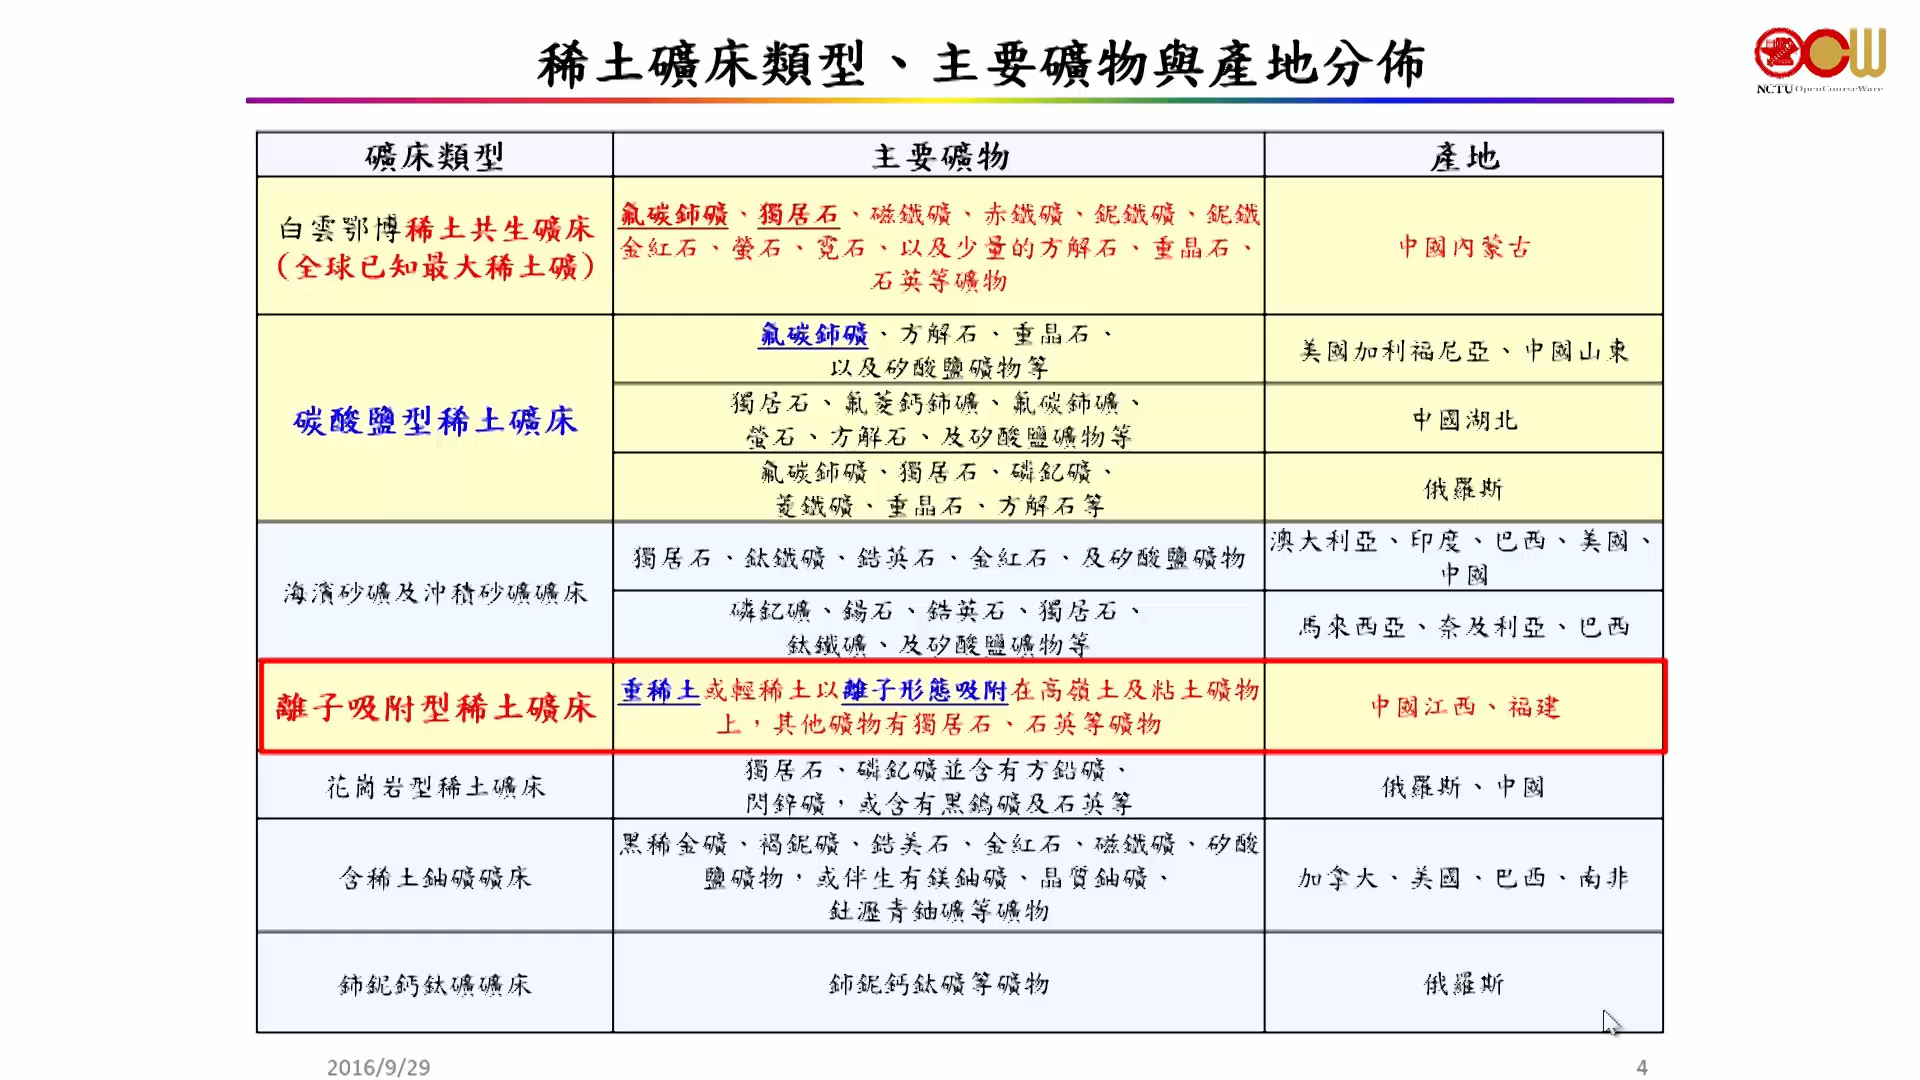 稀土礦床類型、主要礦物與產地分佈
NCTU OpenCourseWare
礦床類型
主要礦物
產地
白雲鄂博稀土共生礦床
(全球已知最大稀土礦)
氟碳鈰礦、獨居石、磁鐵礦、赤鐵礦、鈮鐵礦、鈮鐵
金紅石、螢石、霓石、以及少量的方解石、重晶石、
石英等礦物
中國內蒙古
碳酸鹽型稀土礦床
氟碳鈰礦、方解石、重晶石、
以及矽酸鹽礦物等
美國加利福尼亞、中國山東
獨居石、氟菱鈣鈰礦、氟碳鈰礦、
螢石、方解石、及矽酸鹽礦物等
中國湖北
氟碳鈰礦、獨居石、磷釔礦、
菱鐵礦、重晶石、方解石等
俄羅斯
海濱砂礦及沖積砂礦礦床
獨居石、鈦鐵礦、鋯英石、金紅石、及矽酸鹽礦物
澳大利亞、印度、巴西、美國、
中國
磷釔礦、錫石、鋯英石、獨居石、
鈦鐵礦、及矽酸鹽礦物等
馬來西亞、奈及利亞、巴西
離子吸附型稀土礦床
重稀土或輕稀土以離子形態吸附在高嶺土及粘土礦物
上，其他礦物有獨居石、石英等礦物
中國江西、福建
花崗岩型稀土礦床
獨居石、磷釔礦並含有方鉛礦、
閃鋅礦，或含有黑鎢礦及石英等
俄羅斯、中國
含稀土鈾礦礦床
黑稀金礦、褐鈮礦、鋯美石、金紅石、磁鐵礦、矽酸
鹽礦物，或伴生有鎂鈾礦、晶質鈾礦、
釷瀝青鈾礦等礦物
加拿大、美國、巴西、南非
鈰鈮鈣鈦礦礦床
鈰鈮鈣鈦礦等礦物
俄羅斯
2016/9/29
4